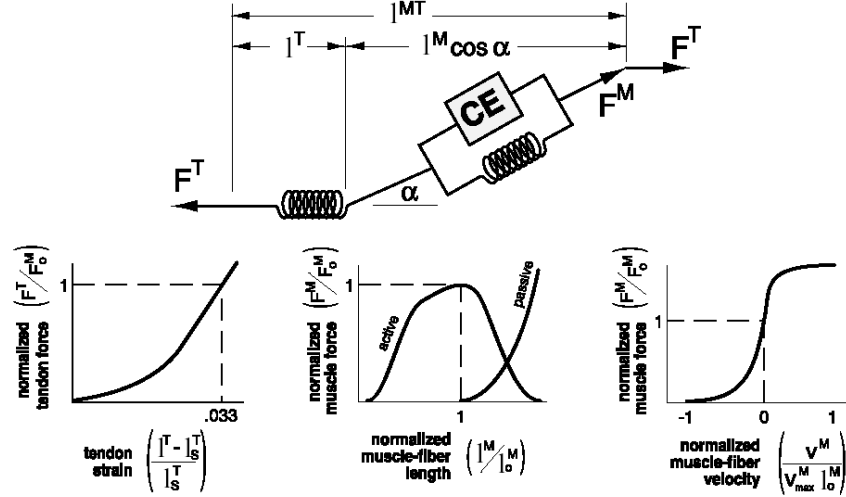 l^MT
l^T
l^M cos α
F^T
F^M
CE
F^T
α
normalized tendon force (F^T/F_o^M)
1
.033
tendon strain (l^T - l_s^T / l_s^T)
normalized muscle force (F^M/F_o^M)
1
active
passive
1
normalized muscle-fiber length (l^M/l_o^M)
normalized muscle force (F^M/F_o^M)
1
-1 0 1
normalized muscle-fiber velocity (V^M / V_max^M l_o^M)